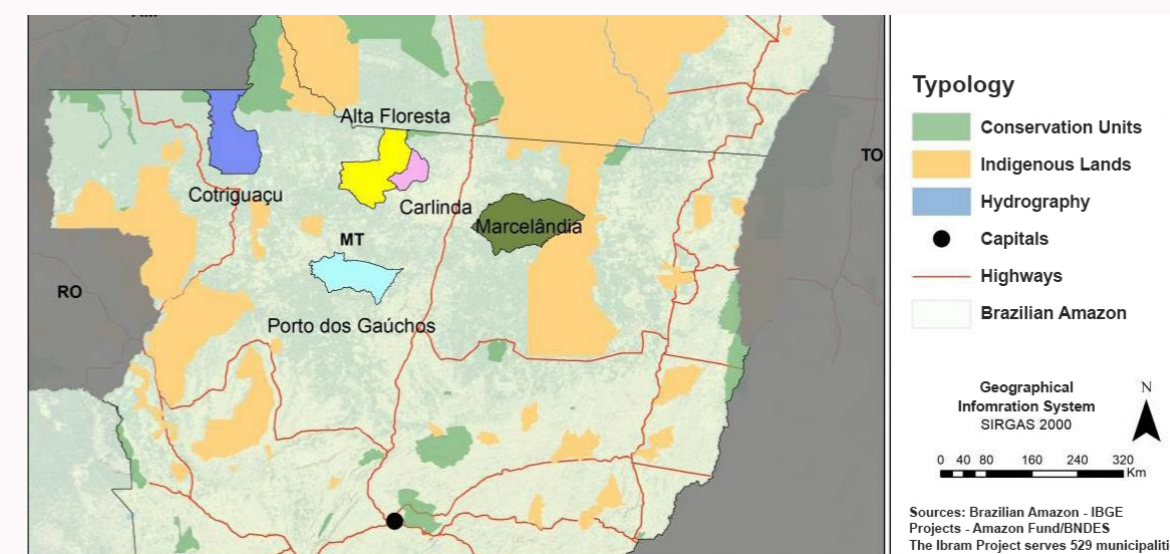 Alta Floresta
Cotriguaçu
Carlinda
Marcelândia
MT
Porto dos Gaúchos
RO
TO
Typology
Conservation Units
Indigenous Lands
Hydrography
Capitals
Highways
Brazilian Amazon
Geographical
Infomration System
SIRGAS 2000
N
0 40 80 160 240 320
Km
Sources: Brazilian Amazon - IBGE
Projects - Amazon Fund/BNDES
The Ibram Project serves 529 municipaliti